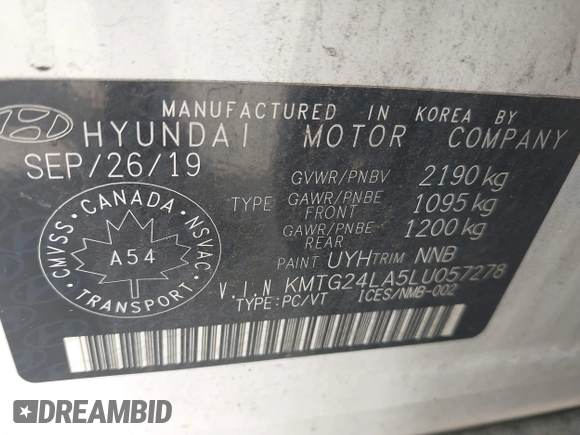 MANUFACTURED IN KOREA BY
HYUNDAI MOTOR COMPANY
SEP/26/19
GVWR/PNBV 2190 kg
TYPE GAWR/PNBE FRONT 1095 kg
GAWR/PNBE REAR 1200 kg
PAINT UYH TRIM NNB
V.I.N KMTG24LA5LU057278
TYPE:PC/VT ICES/NMB-002
CMVSS · CANADA · NSVAC
A54
TRANSPORT
DREAMBID